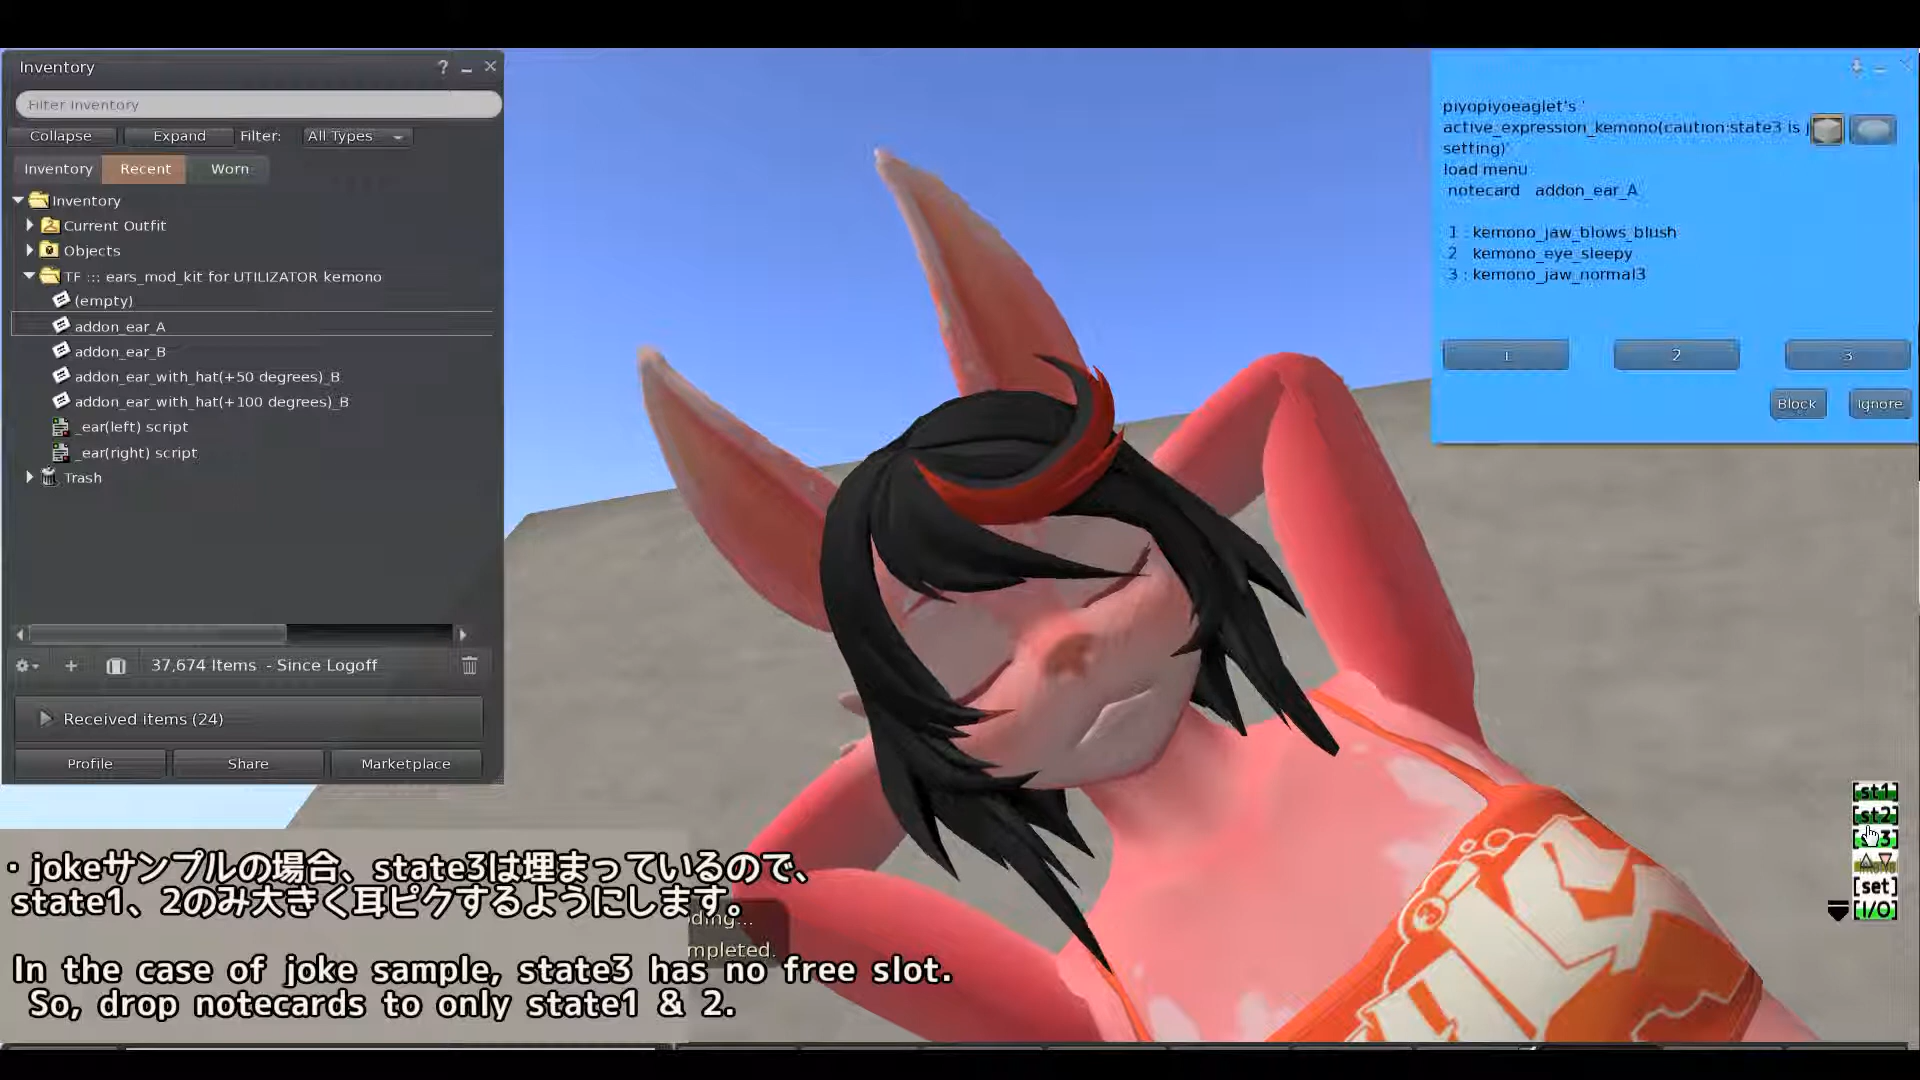 Inventory
?
Filter Inventory
Collapse
Expand
Filter:
All Types
Inventory
Recent
Worn
Inventory
Current Outfit
Objects
TF ::: ears_mod_kit for UTILIZATOR kemono
(empty)
addon_ear_A
addon_ear_B
addon_ear_with_hat(+50 degrees)_B
addon_ear_with_hat(+100 degrees)_B
_ear(left) script
_ear(right) script
Trash
37,674 Items - Since Logoff
Received items (24)
Profile
Share
Marketplace
piyopiyoeaglet's '
active_expression_kemono(caution:state3 is
setting)'
load menu
notecard addon_ear_A
1 : kemono_jaw_blows_blush
2 kemono_eye_sleepy
3 : kemono_jaw_normal3
1
2
3
Block
Ignore
[st1]
[st2]
[set]
[I/O]
・jokeサンプルの場合、state3は埋まっているので、
state1、2のみ大きく耳ピクするようにします。
ding...
mpleted.
In the case of joke sample, state3 has no free slot.
So, drop notecards to only state1 & 2.